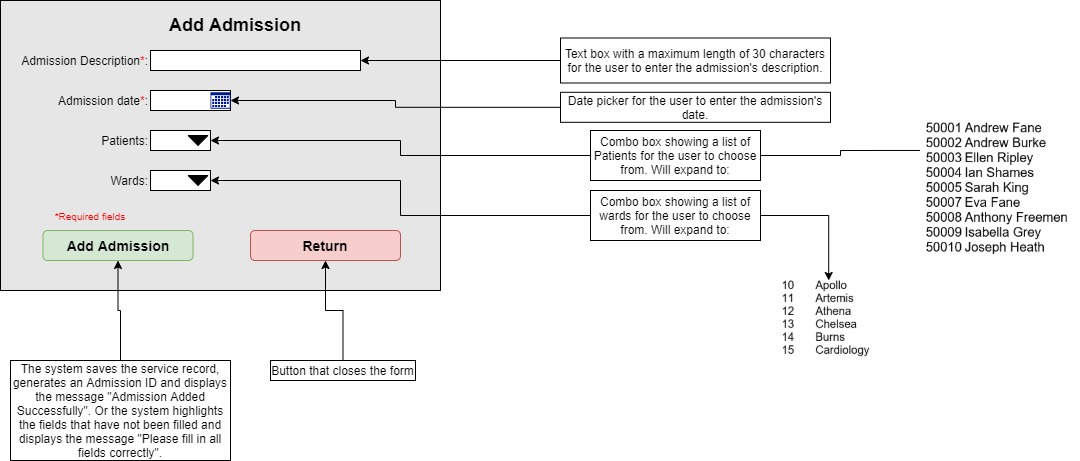 Add Admission
Admission Description*:
Text box with a maximum length of 30 characters
for the user to enter the admission's description.
Admission date*:
Date picker for the user to enter the admission's
date.
Patients:
Combo box showing a list of
Patients for the user to choose
from. Will expand to:
50001 Andrew Fane
50002 Andrew Burke
50003 Ellen Ripley
50004 Ian Shames
50005 Sarah King
50007 Eva Fane
50008 Anthony Freemen
50009 Isabella Grey
50010 Joseph Heath
Wards:
Combo box showing a list of
wards for the user to choose
from. Will expand to:
10 Apollo
11 Artemis
12 Athena
13 Chelsea
14 Burns
15 Cardiology
*Required fields
Add Admission
Return
The system saves the service record,
generates an Admission ID and displays
the message "Admission Added
Successfully". Or the system highlights
the fields that have not been filled and
displays the message "Please fill in all
fields correctly".
Button that closes the form